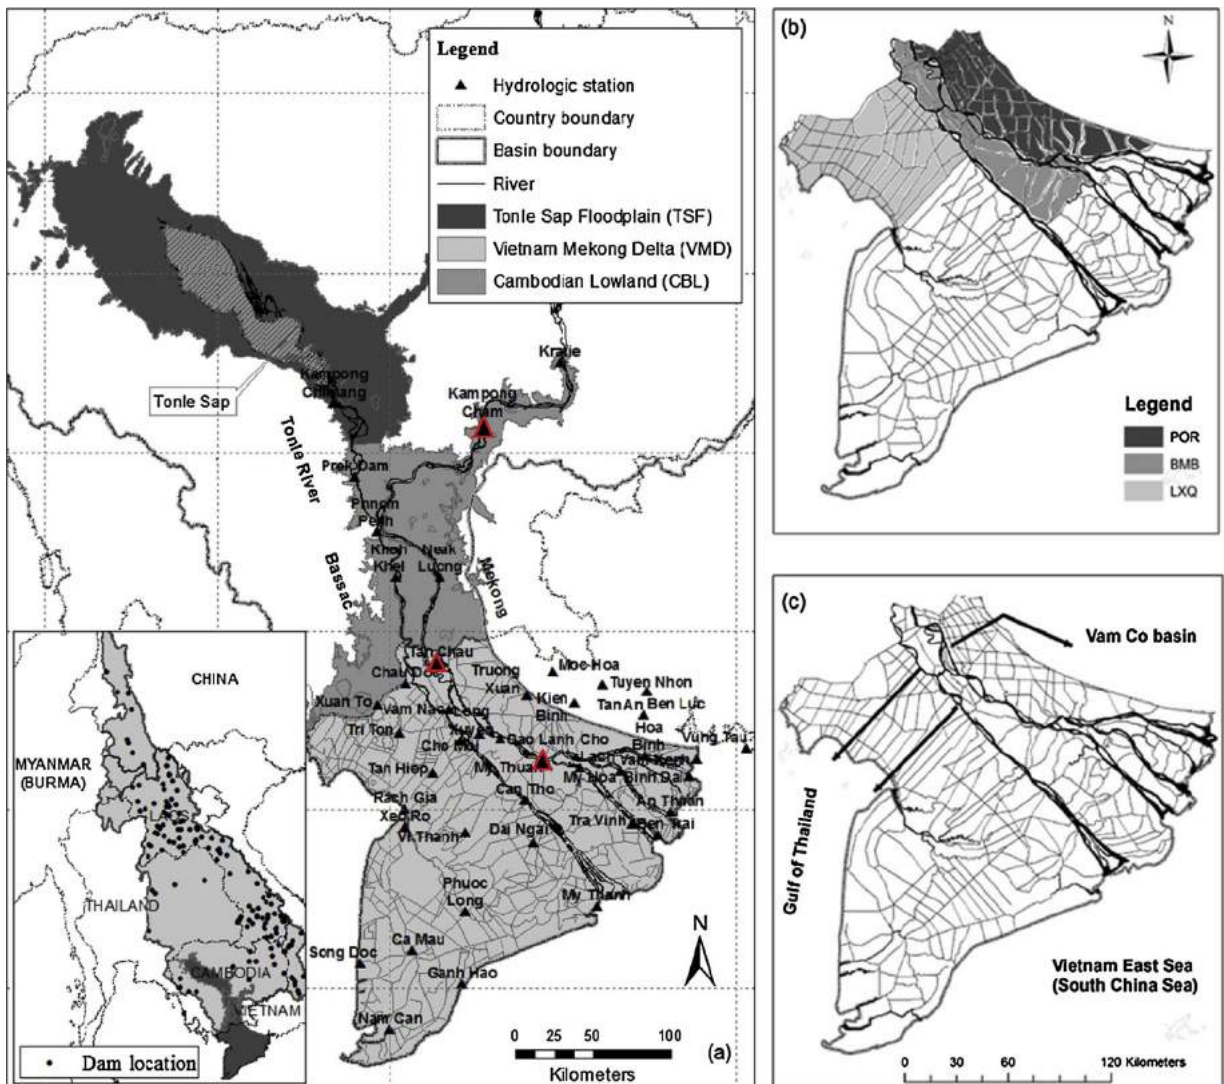 Legend
Hydrologic station
Country boundary
Basin boundary
River
Tonle Sap Floodplain (TSF)
Vietnam Mekong Delta (VMD)
Cambodian Lowland (CBL)
Kratie
Kampong
Chhnang
Tonle Sap
Kampong
Cham
Tonle River
Prek Dam
Phnom
Penh
Khoh
Khel
Neak
Luong
Bassac
Mekong
Tan Chau
Chau Doc
Truong
Xuan
Moc Hoa
Tuyen Nhon
Xuan To
Vam Nao
Long
Xuyen
Kien
Binh
Tan An
Ben Luc
Tri Ton
Cho Moi
Cao Lanh
Cho
Lach
Hoa
Binh
Vung Tau
Vam Kenh
Tan Hiep
My Thuan
My Hoa
Binh Dai
Can Tho
Rach Gia
Xeo Ro
An Thuan
Vi Thanh
Dai Ngai
Tra Vinh
Ben Trai
Phuoc
Long
My Thanh
Song Doc
Ca Mau
Ganh Hao
Nam Can
N
0 25 50 100
Kilometers
(a)
CHINA
MYANMAR
(BURMA)
LAOS
THAILAND
CAMBODIA
VIETNAM
Dam location
(b)
N
Legend
POR
BMB
LXQ
(c)
Vam Co basin
Gulf of Thailand
Vietnam East Sea
(South China Sea)
0 30 60 120 Kilometers